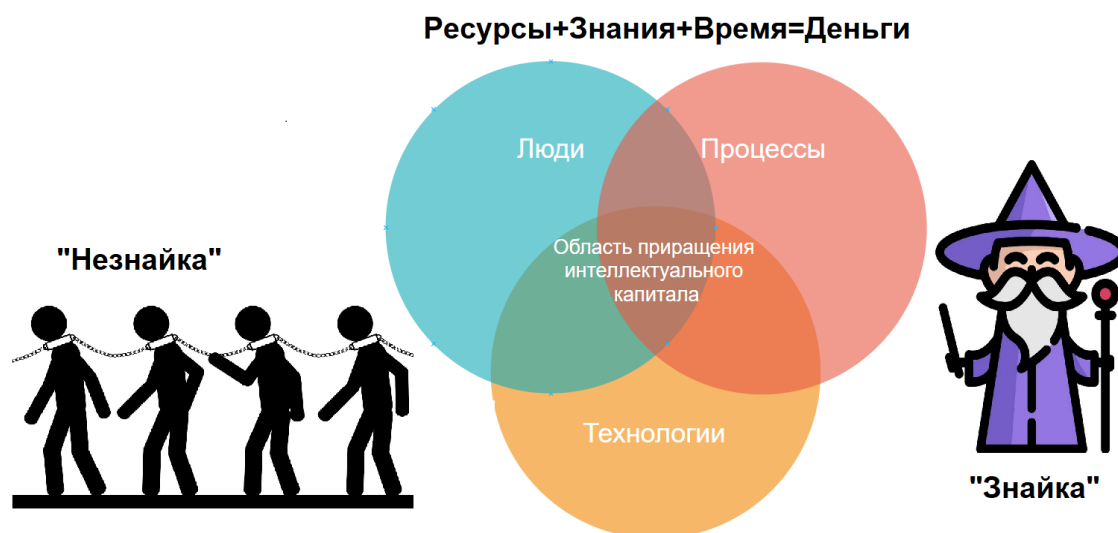 Ресурсы+Знания+Время=Деньги
Люди
Процессы
"Незнайка"
Область приращения
интеллектуального
капитала
Технологии
"Знайка"